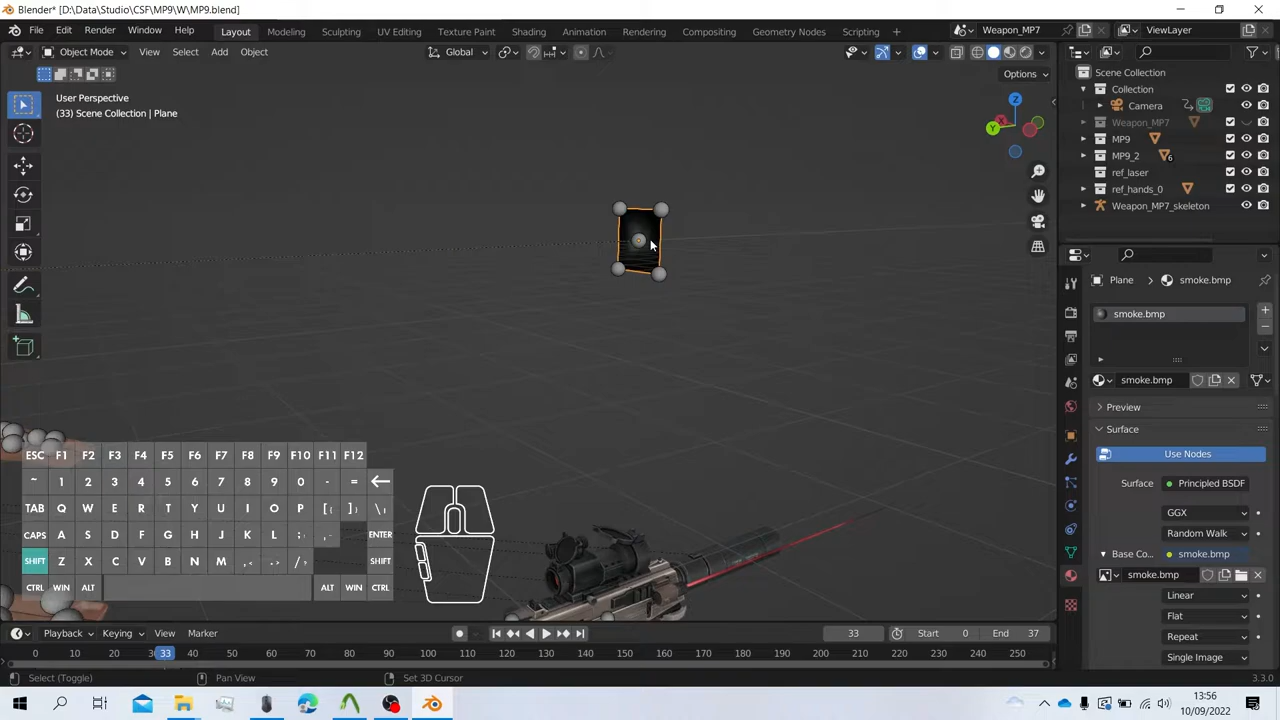 Blender* [D:\Data\Studio\CSF\MP9\W\MP9.blend]
File Edit Render Window Help Layout Modeling Sculpting UV Editing Texture Paint Shading Animation Rendering Compositing Geometry Nodes Scripting + Weapon_MP7 ViewLayer
Object Mode View Select Add Object Global
Options
User Perspective
(33) Scene Collection | Plane
Z
Y
Scene Collection
Collection
Camera
Weapon_MP7
MP9
MP9_2 6
ref_laser
ref_hands_0
Weapon_MP7_skeleton
Plane smoke.bmp
smoke.bmp
smoke.bmp
Preview
Surface
Use Nodes
Surface Principled BSDF
GGX
Random Walk
Base Co... smoke.bmp
smoke.bmp
Linear
Flat
Repeat
Single Image
ESC F1 F2 F3 F4 F5 F6 F7 F8 F9 F10 F11 F12
~ 1 2 3 4 5 6 7 8 9 0 - =
TAB Q W E R T Y U I O P [{ ]} \|
CAPS A S D F G H J K L ; ' ENTER
SHIFT Z X C V B N M ,< .> /? SHIFT
CTRL WIN ALT ALT WIN CTRL
Playback Keying View Marker 33 Start 0 End 37
0 10 20 33 40 50 60 70 80 90 100 110 120 130 140 150 160 170 180 190 200 210 220 230 240 250
Select (Toggle) Pan View Set 3D Cursor 3.3.0
13:56
10/09/2022